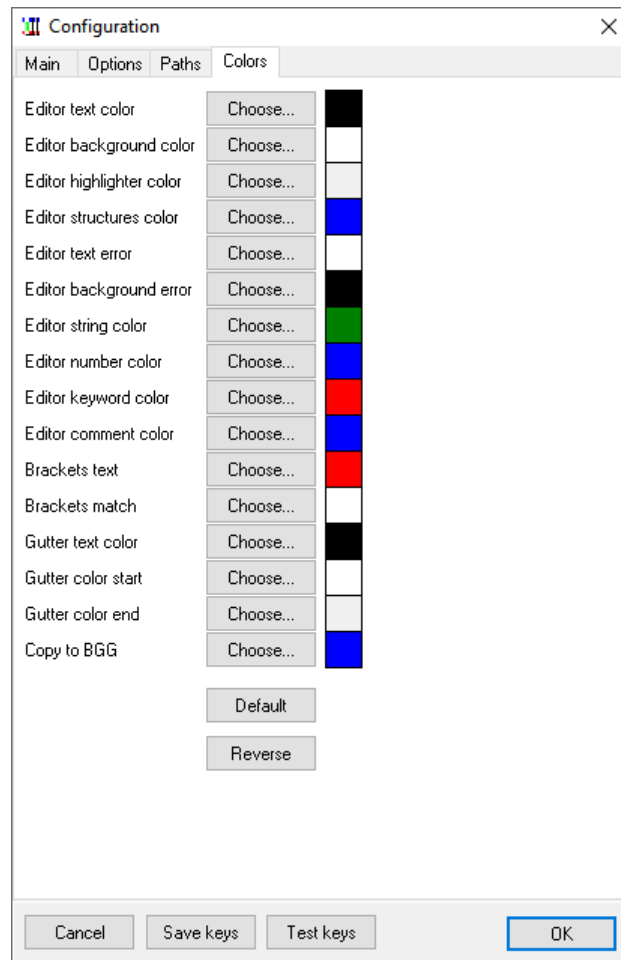 Configuration
Main Options Paths Colors
Editor text color Choose...
Editor background color Choose...
Editor highlighter color Choose...
Editor structures color Choose...
Editor text error Choose...
Editor background error Choose...
Editor string color Choose...
Editor number color Choose...
Editor keyword color Choose...
Editor comment color Choose...
Brackets text Choose...
Brackets match Choose...
Gutter text color Choose...
Gutter color start Choose...
Gutter color end Choose...
Copy to BGG Choose...
Default
Reverse
Cancel Save keys Test keys OK